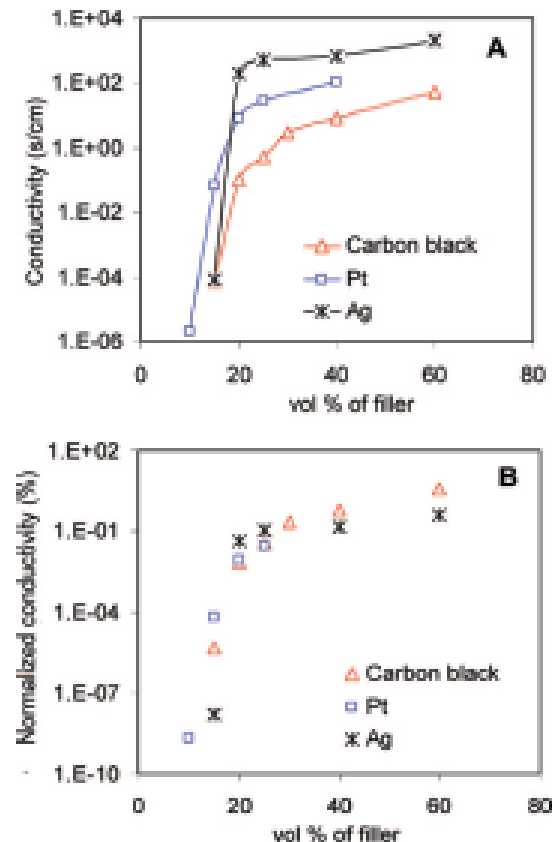 A
1.E+04
1.E+02
1.E+00
1.E-02
1.E-04
1.E-06
Conductivity (s/cm)
Carbon black
Pt
Ag
0 20 40 60 80
vol % of filler
B
1.E+02
1.E-01
1.E-04
1.E-07
1.E-10
Normalized conductivity (%)
Carbon black
Pt
Ag
0 20 40 60 80
vol % of filler